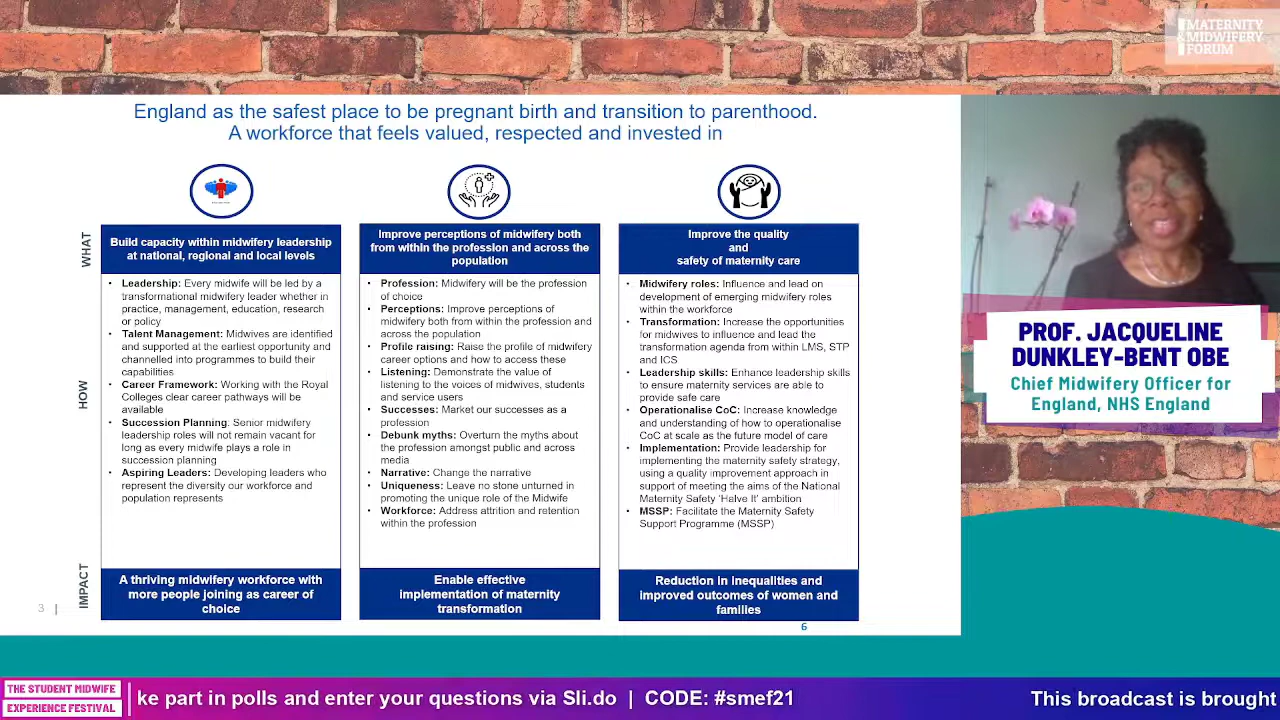 MATERNITY
& MIDWIFERY
FORUM
England as the safest place to be pregnant birth and transition to parenthood.
A workforce that feels valued, respected and invested in
WHAT
Build capacity within midwifery leadership
at national, regional and local levels
HOW
• Leadership: Every midwife will be led by a
transformational midwifery leader whether in
practice, management, education, research
or policy
• Talent Management: Midwives are identified
and supported at the earliest opportunity and
channelled into programmes to build their
capabilities
• Career Framework: Working with the Royal
Colleges clear career pathways will be
available
• Succession Planning: Senior midwifery
leadership roles will not remain vacant for
long as every midwife plays a role in
succession planning
• Aspiring Leaders: Developing leaders who
represent the diversity our workforce and
population represents
IMPACT
A thriving midwifery workforce with
more people joining as career of
choice
Improve perceptions of midwifery both
from within the profession and across the
population
• Profession: Midwifery will be the profession
of choice
• Perceptions: Improve perceptions of
midwifery both from within the profession and
across the population
• Profile raising: Raise the profile of midwifery
career options and how to access these
• Listening: Demonstrate the value of
listening to the voices of midwives, students
and service users
• Successes: Market our successes as a
profession
• Debunk myths: Overturn the myths about
the profession amongst public and across
media
• Narrative: Change the narrative
• Uniqueness: Leave no stone unturned in
promoting the unique role of the Midwife
• Workforce: Address attrition and retention
within the profession
Enable effective
implementation of maternity
transformation
Improve the quality
and
safety of maternity care
• Midwifery roles: Influence and lead on
development of emerging midwifery roles
within the workforce
• Transformation: Increase the opportunities
for midwives to influence and lead the
transformation agenda from within LMS, STP
and ICS
• Leadership skills: Enhance leadership skills
to ensure maternity services are able to
provide safe care
• Operationalise CoC: Increase knowledge
and understanding of how to operationalise
CoC at scale as the future model of care
• Implementation: Provide leadership for
implementing the maternity safety strategy,
using a quality improvement approach in
support of meeting the aims of the National
Maternity Safety 'Halve It' ambition
• MSSP: Facilitate the Maternity Safety
Support Programme (MSSP)
Reduction in inequalities and
improved outcomes of women and
families
3 |
6
PROF. JACQUELINE
DUNKLEY-BENT OBE
Chief Midwifery Officer for
England, NHS England
THE STUDENT MIDWIFE
EXPERIENCE FESTIVAL
ke part in polls and enter your questions via Sli.do | CODE: #smef21
This broadcast is brought